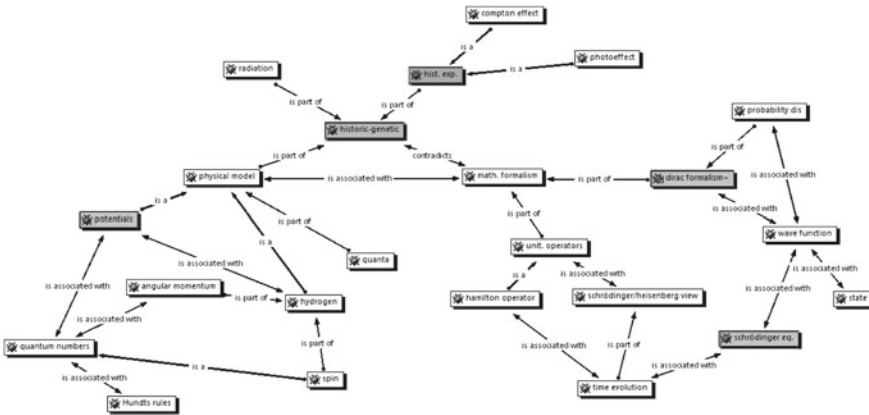 compton effect
is a
photoeffect
radiation
hist. exp.
is a
is part of
is part of
probability dis
historic-genetic
is part of
contradicts
is part of
physical model
is associated with
math. formalism
is part of
dirac formalism~
is a
is associated with
potentials
is part of
is part of
wave function
is a
unit. operators
is associated with
quanta
is associated with
is associated with
is a
is associated with
is associated with
angular momentum
is part of
hydrogen
hamilton operator
schrödinger/heisenberg view
state
is associated with
quantum numbers
is part of
is associated with
is part of
schrödinger eq.
is a
is associated with
is associated with
spin
time evolution
Hundts rules